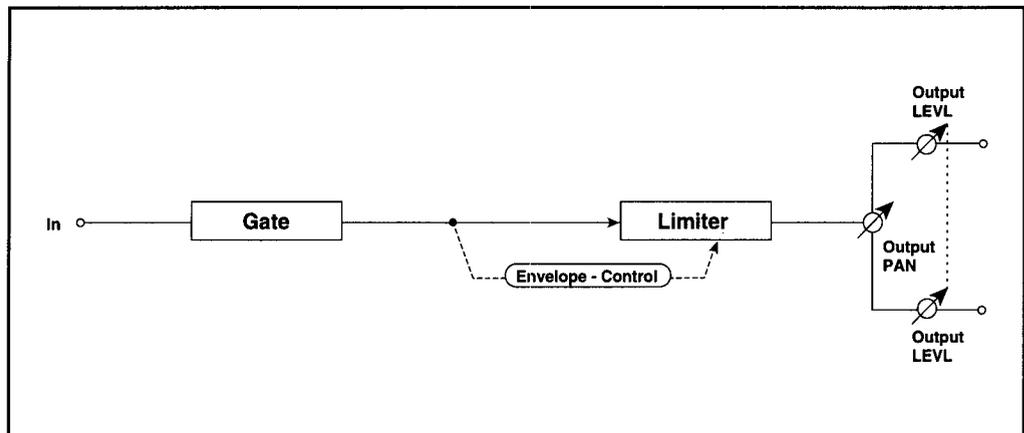 Output
LEVL
In
Gate
Limiter
Output
PAN
Envelope - Control
Output
LEVL